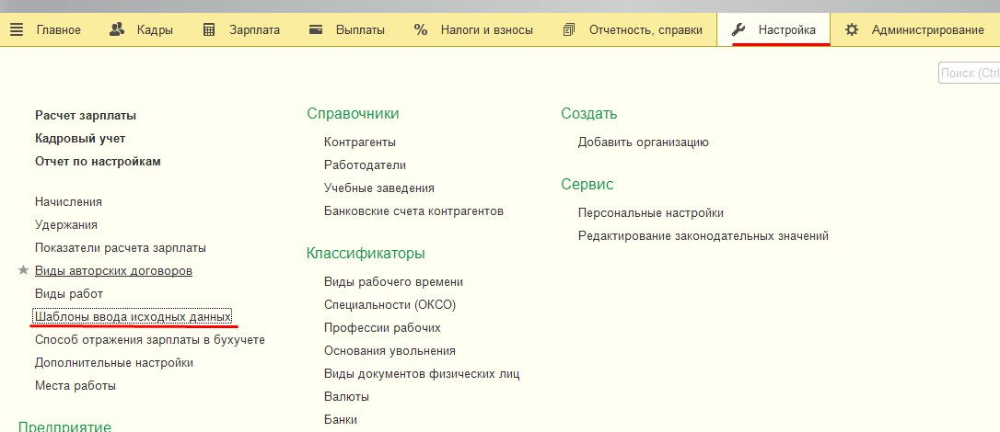 Главное Кадры Зарплата Выплаты % Налоги и взносы Отчетность, справки Настройка Администрирование
Поиск (Ctrl
Расчет зарплаты
Кадровый учет
Отчет по настройкам
Начисления
Удержания
Показатели расчета зарплаты
Виды авторских договоров
Виды работ
Шаблоны ввода исходных данных
Способ отражения зарплаты в бухучете
Дополнительные настройки
Места работы
Предприятие
Справочники
Контрагенты
Работодатели
Учебные заведения
Банковские счета контрагентов
Классификаторы
Виды рабочего времени
Специальности (ОКСО)
Профессии рабочих
Основания увольнения
Виды документов физических лиц
Валюты
Банки
Создать
Добавить организацию
Сервис
Персональные настройки
Редактирование законодательных значений